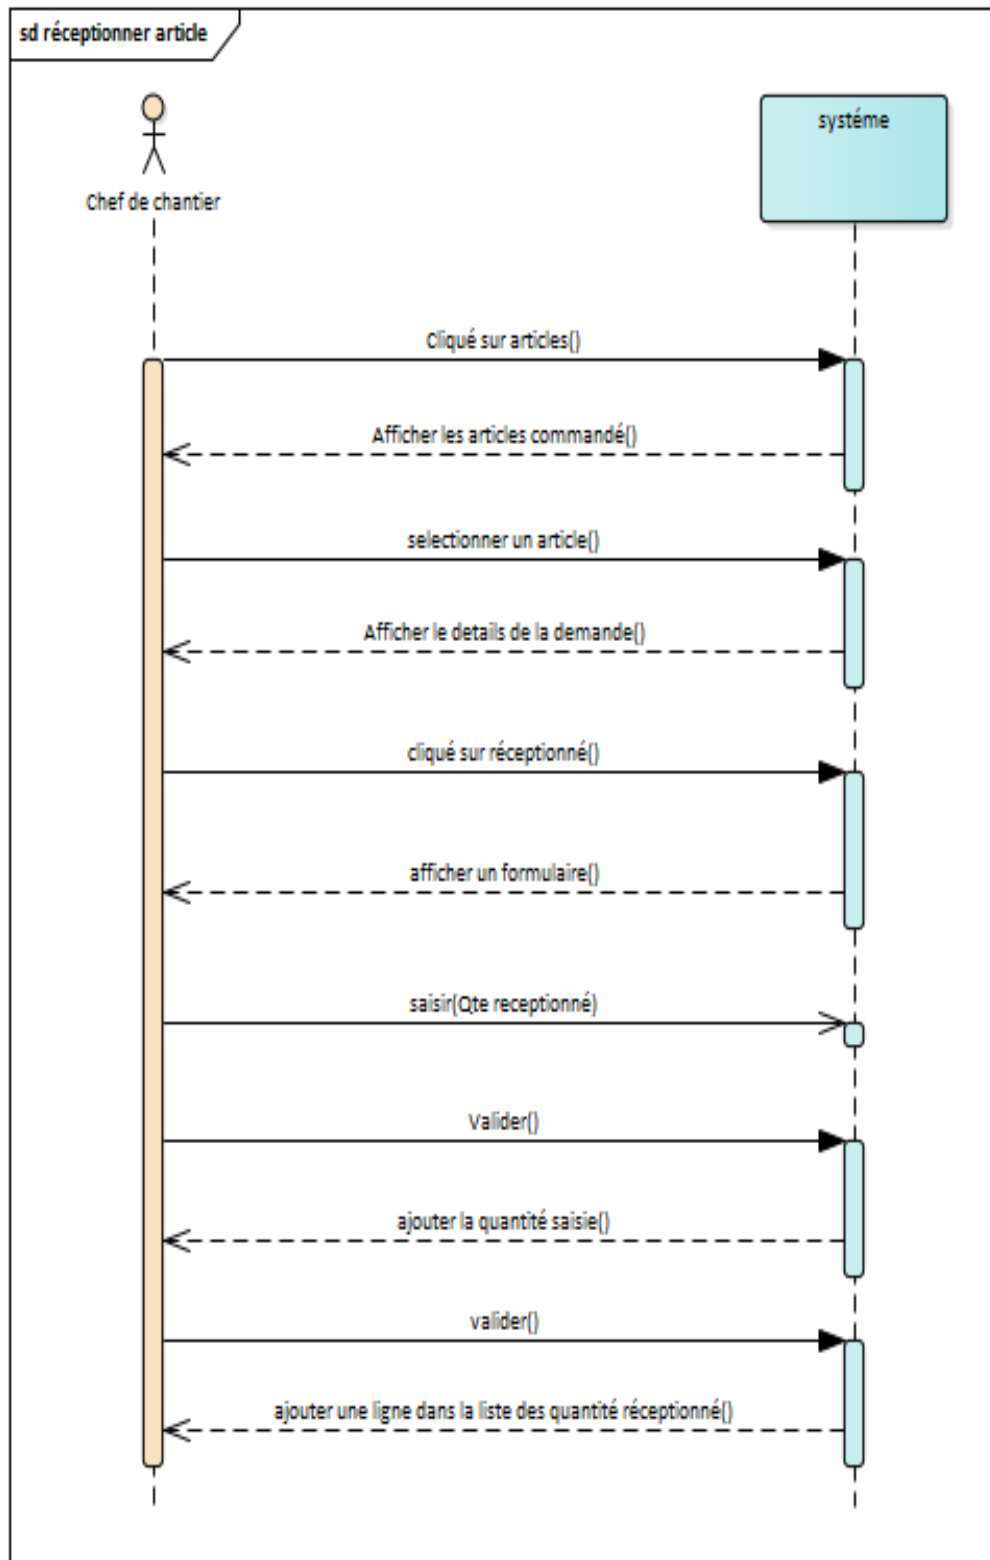 sd réceptionner article
Chef de chantier
systéme
Cliqué sur articles()
Afficher les articles commandé()
selectionner un article()
Afficher le details de la demande()
cliqué sur réceptionné()
afficher un formulaire()
saisir(Qte receptionné)
Valider()
ajouter la quantité saisie()
valider()
ajouter une ligne dans la liste des quantité réceptionné()